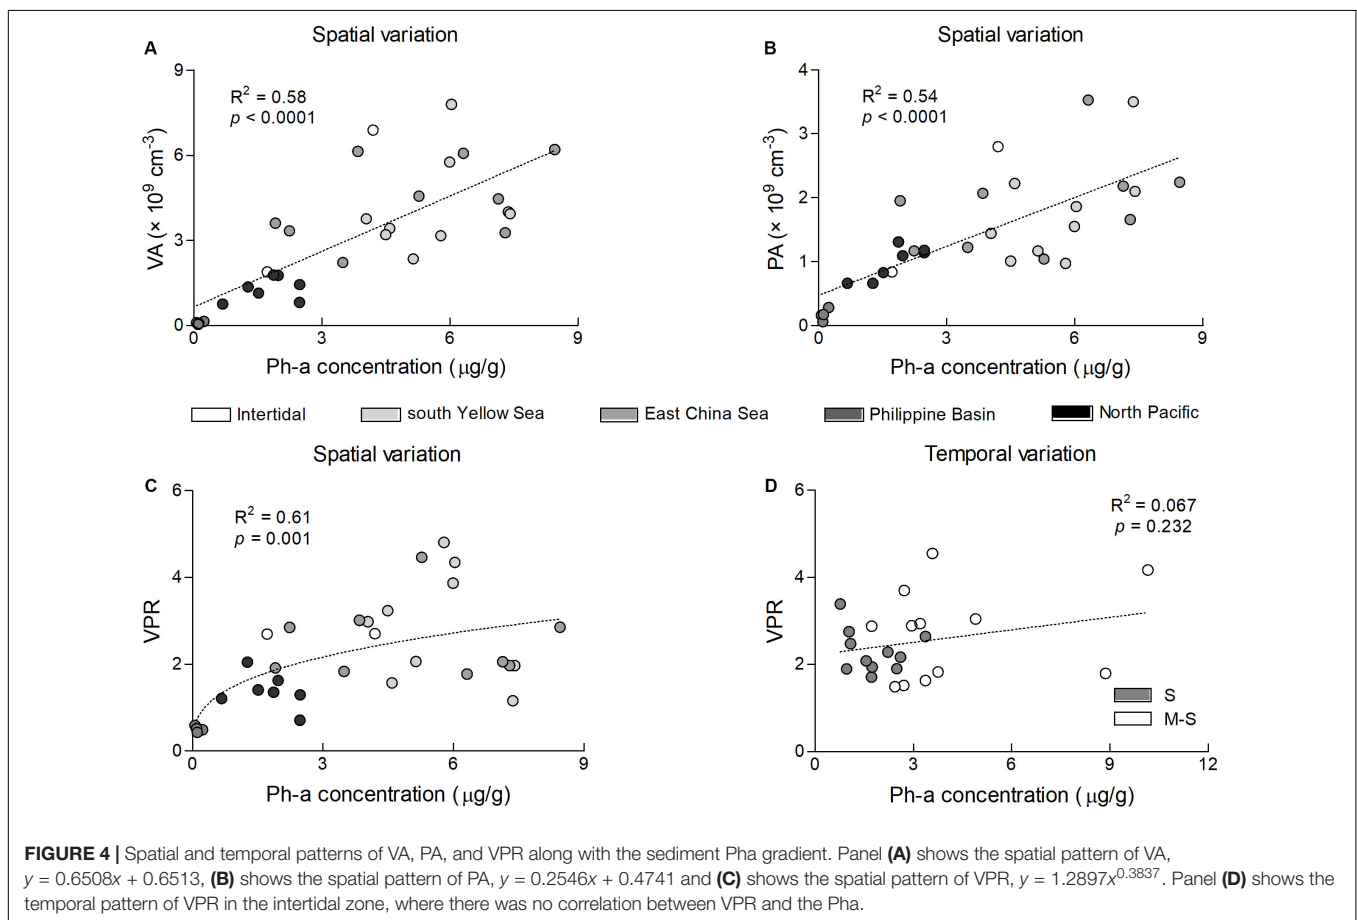 Spatial variation
A
9
6
3
0
VA (× 10⁹ cm⁻³)
R² = 0.58
p < 0.0001
0 3 6 9
Ph-a concentration (μg/g)
Spatial variation
B
4
3
2
1
0
PA (× 10⁹ cm⁻³)
R² = 0.54
p < 0.0001
0 3 6 9
Ph-a concentration (μg/g)
Intertidal south Yellow Sea East China Sea Philippine Basin North Pacific
Spatial variation
C
6
4
2
0
VPR
R² = 0.61
p = 0.001
0 3 6 9
Ph-a concentration (μg/g)
Temporal variation
D
6
4
2
0
VPR
R² = 0.067
p = 0.232
S
M-S
0 3 6 9 12
Ph-a concentration (μg/g)
FIGURE 4 | Spatial and temporal patterns of VA, PA, and VPR along with the sediment Pha gradient. Panel (A) shows the spatial pattern of VA,
y = 0.6508x + 0.6513, (B) shows the spatial pattern of PA, y = 0.2546x + 0.4741 and (C) shows the spatial pattern of VPR, y = 1.2897x⁰·³⁸³⁷. Panel (D) shows the
temporal pattern of VPR in the intertidal zone, where there was no correlation between VPR and the Pha.